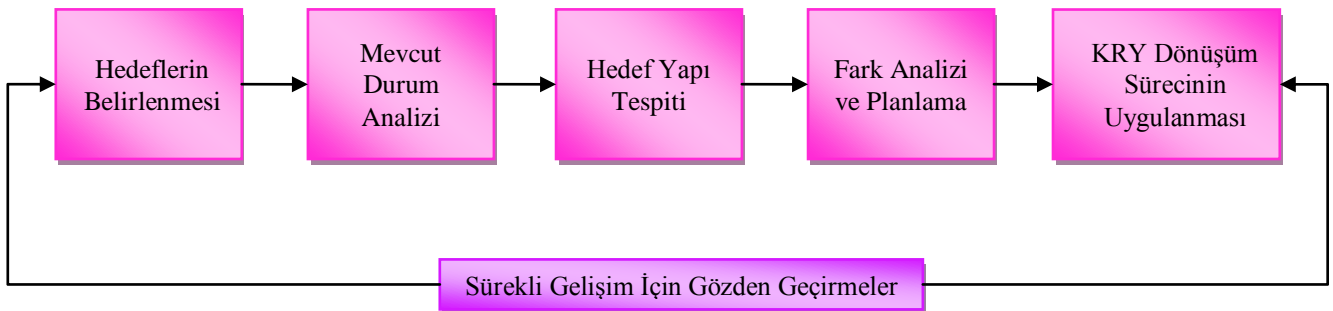 Hedeflerin
Belirlenmesi
Mevcut
Durum
Analizi
Hedef Yapı
Tespiti
Fark Analizi
ve Planlama
KRY Dönüşüm
Sürecinin
Uygulanması
Sürekli Gelişim İçin Gözden Geçirmeler